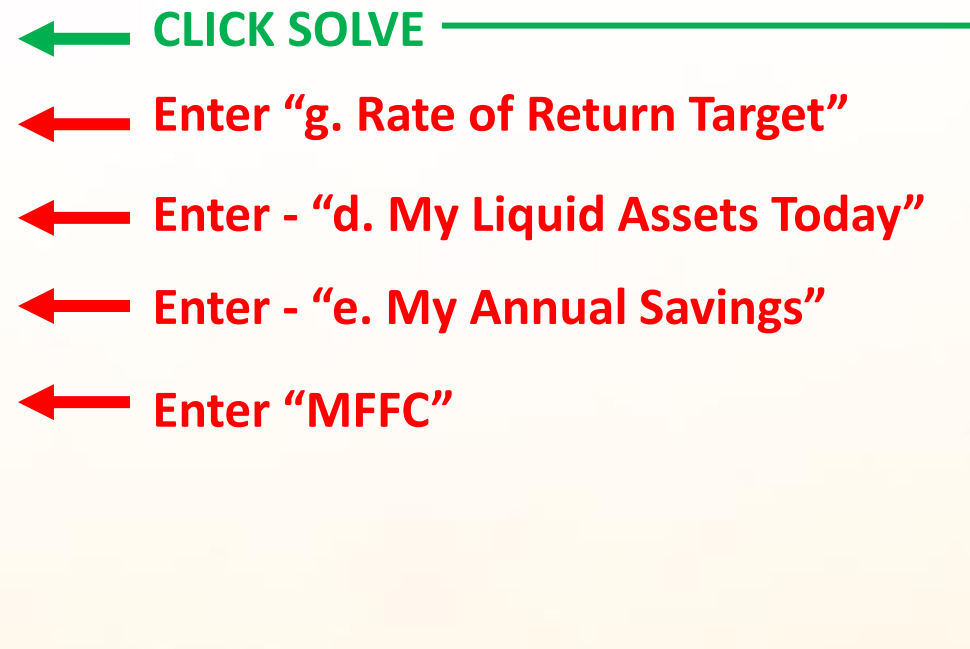 CLICK SOLVE
Enter “g. Rate of Return Target”
Enter - “d. My Liquid Assets Today”
Enter - “e. My Annual Savings”
Enter “MFFC”